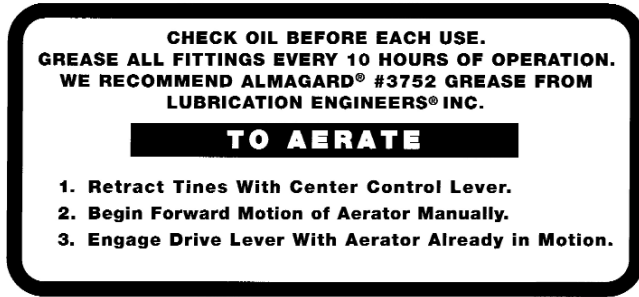 CHECK OIL BEFORE EACH USE.
GREASE ALL FITTINGS EVERY 10 HOURS OF OPERATION.
WE RECOMMEND ALMAGARD® #3752 GREASE FROM
LUBRICATION ENGINEERS® INC.
TO AERATE
1. Retract Tines With Center Control Lever.
2. Begin Forward Motion of Aerator Manually.
3. Engage Drive Lever With Aerator Already in Motion.